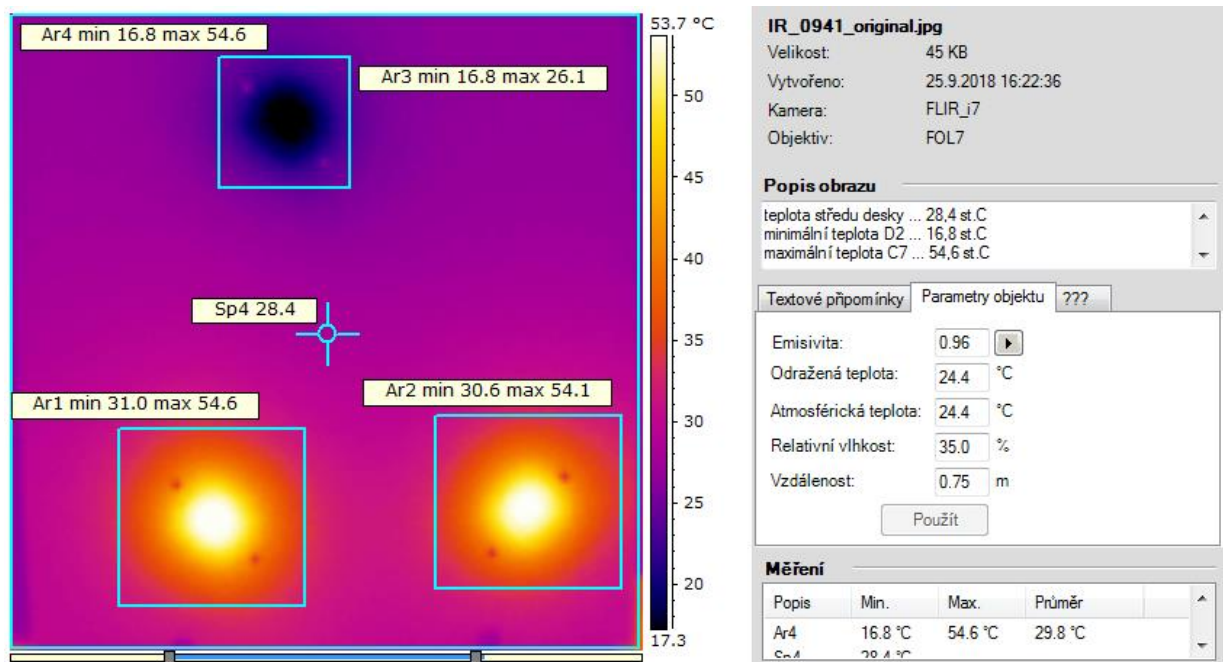 Ar4 min 16.8 max 54.6
Ar3 min 16.8 max 26.1
Sp4 28.4
Ar1 min 31.0 max 54.6
Ar2 min 30.6 max 54.1
53.7 °C
50
45
40
35
30
25
20
17.3
IR_0941_original.jpg
Velikost: 45 KB
Vytvořeno: 25.9.2018 16:22:36
Kamera: FLIR_i7
Objektiv: FOL7
Popis obrazu
teplota středu desky ... 28,4 st.C
minimální teplota D2 ... 16,8 st.C
maximální teplota C7 ... 54,6 st.C
Textové připomínky Parametry objektu ???
Emisivita: 0.96
Odražená teplota: 24.4 °C
Atmosférická teplota: 24.4 °C
Relativní vlhkost: 35.0 %
Vzdálenost: 0.75 m
Použít
Měření
Popis Min. Max. Průměr
Ar4 16.8 °C 54.6 °C 29.8 °C
Sp4 28.4 °C